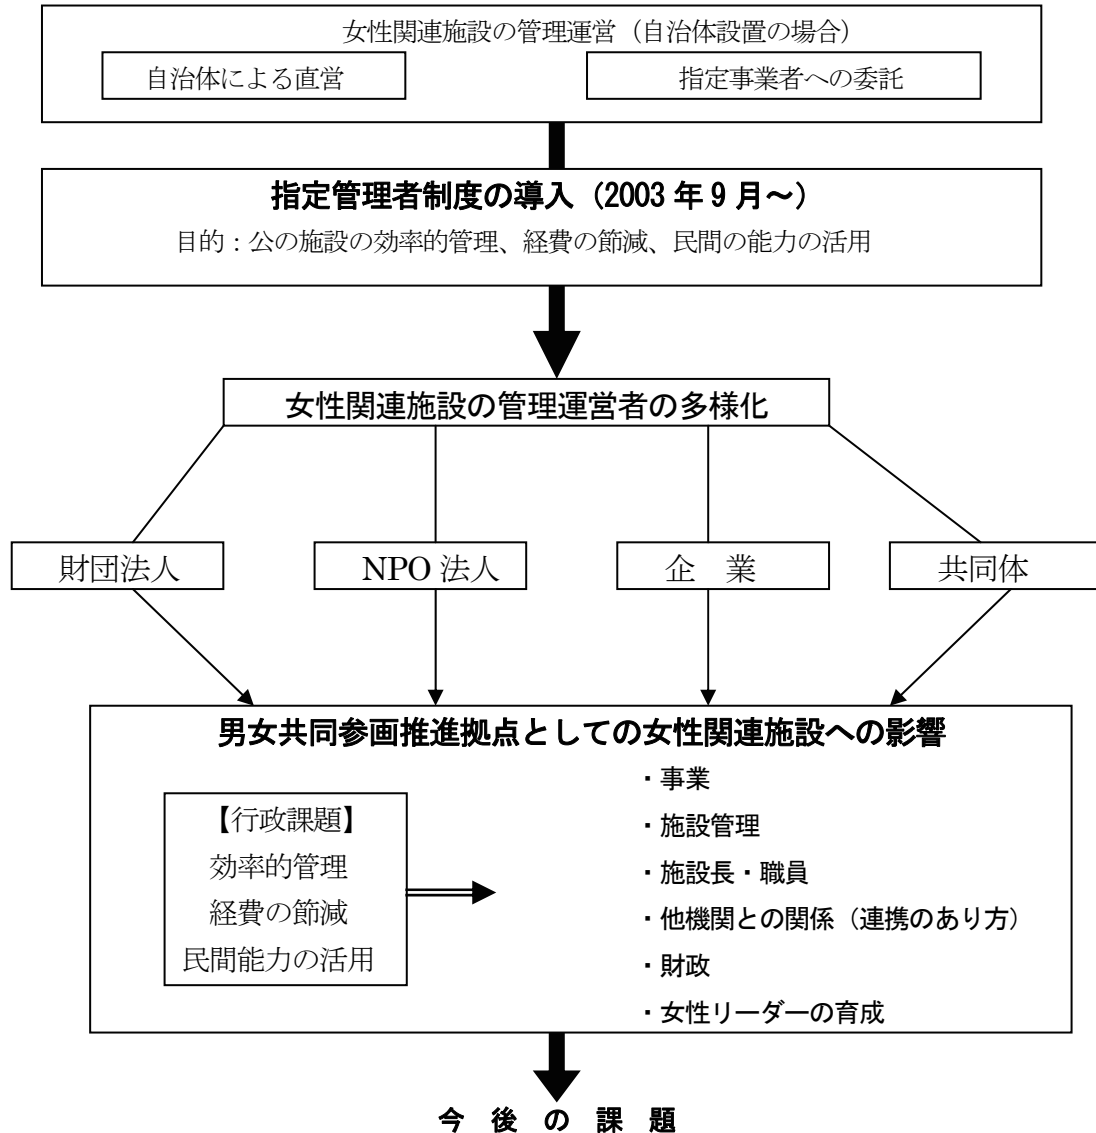 女性関連施設の管理運営（自治体設置の場合）
自治体による直営
指定事業者への委託
指定管理者制度の導入（2003年9月～）
目的：公の施設の効率的管理、経費の節減、民間の能力の活用
女性関連施設の管理運営者の多様化
財団法人
NPO法人
企　業
共同体
男女共同参画推進拠点としての女性関連施設への影響
【行政課題】
効率的管理
経費の節減
民間能力の活用
・事業
・施設管理
・施設長・職員
・他機関との関係（連携のあり方）
・財政
・女性リーダーの育成
今　後　の　課　題